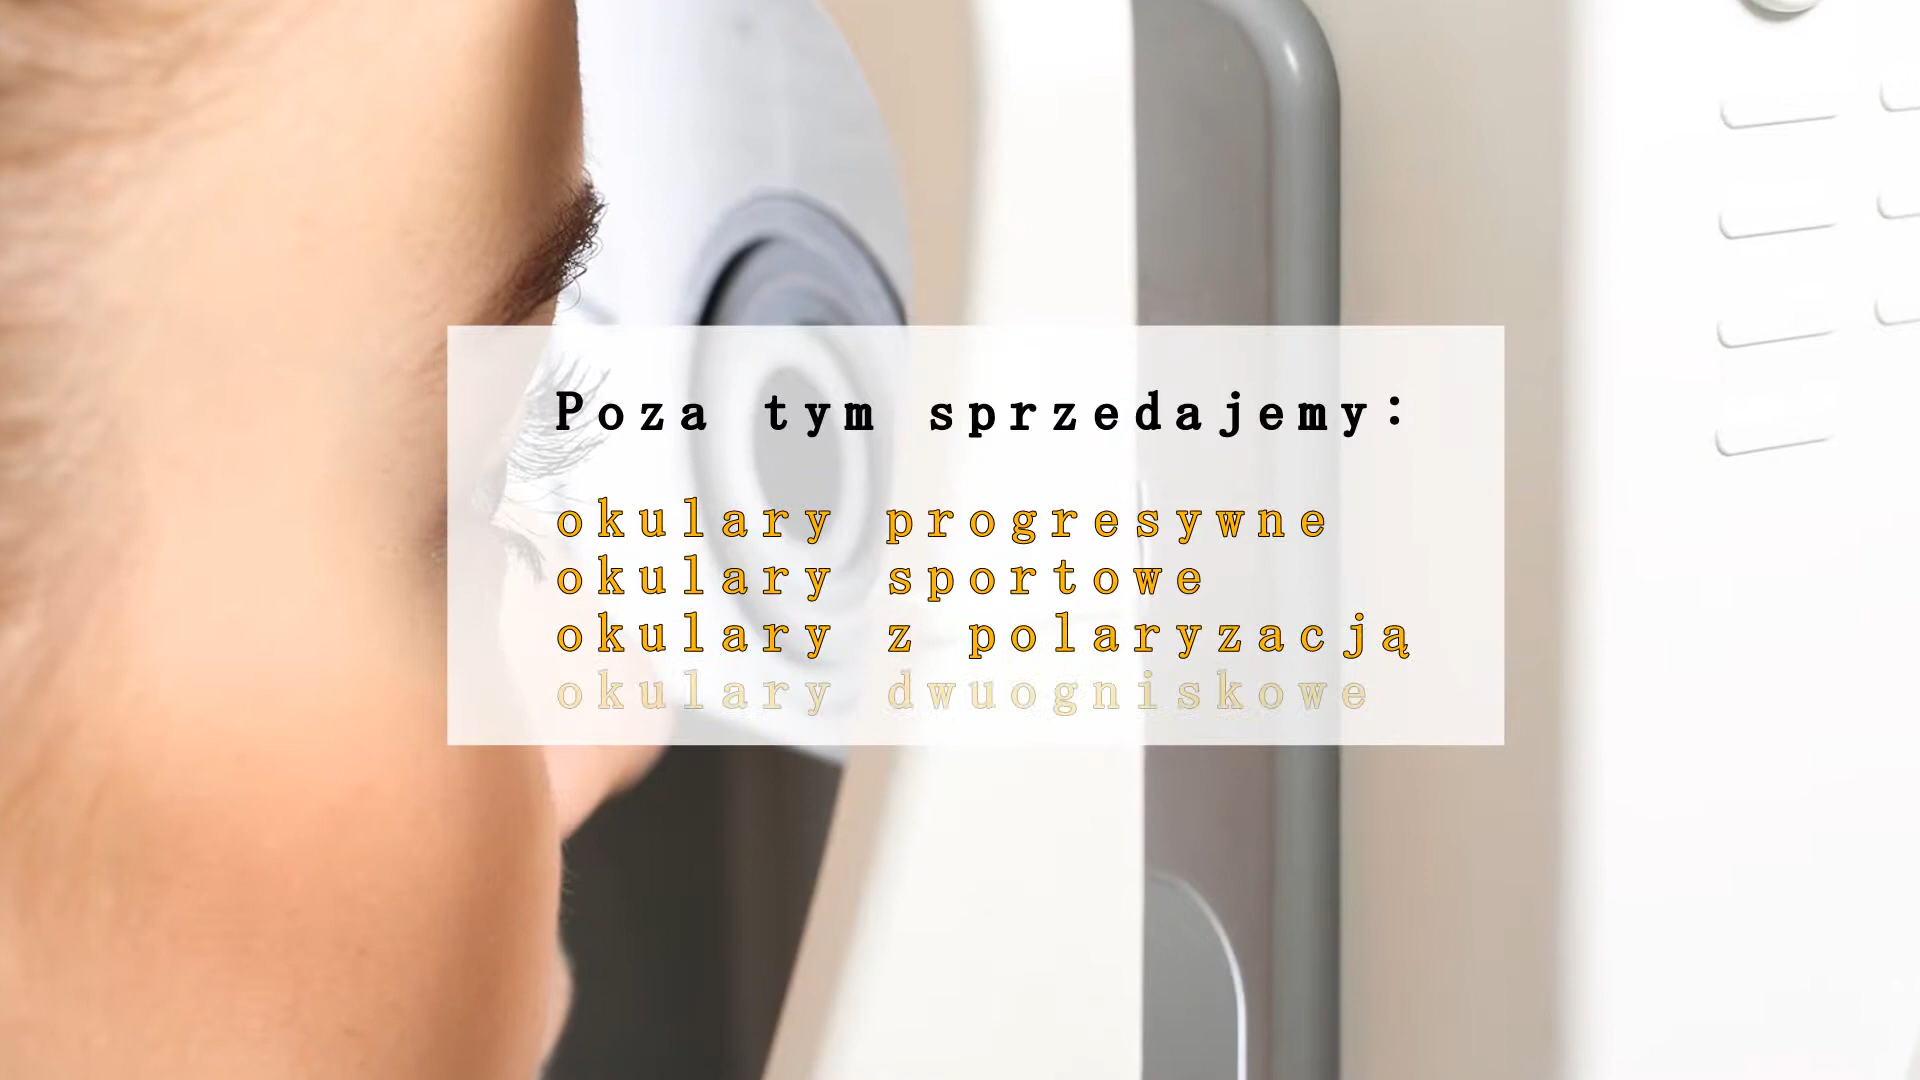 Poza tym sprzedajemy:
okulary progresywne
okulary sportowe
okulary z polaryzacją
okulary dwuogniskowe